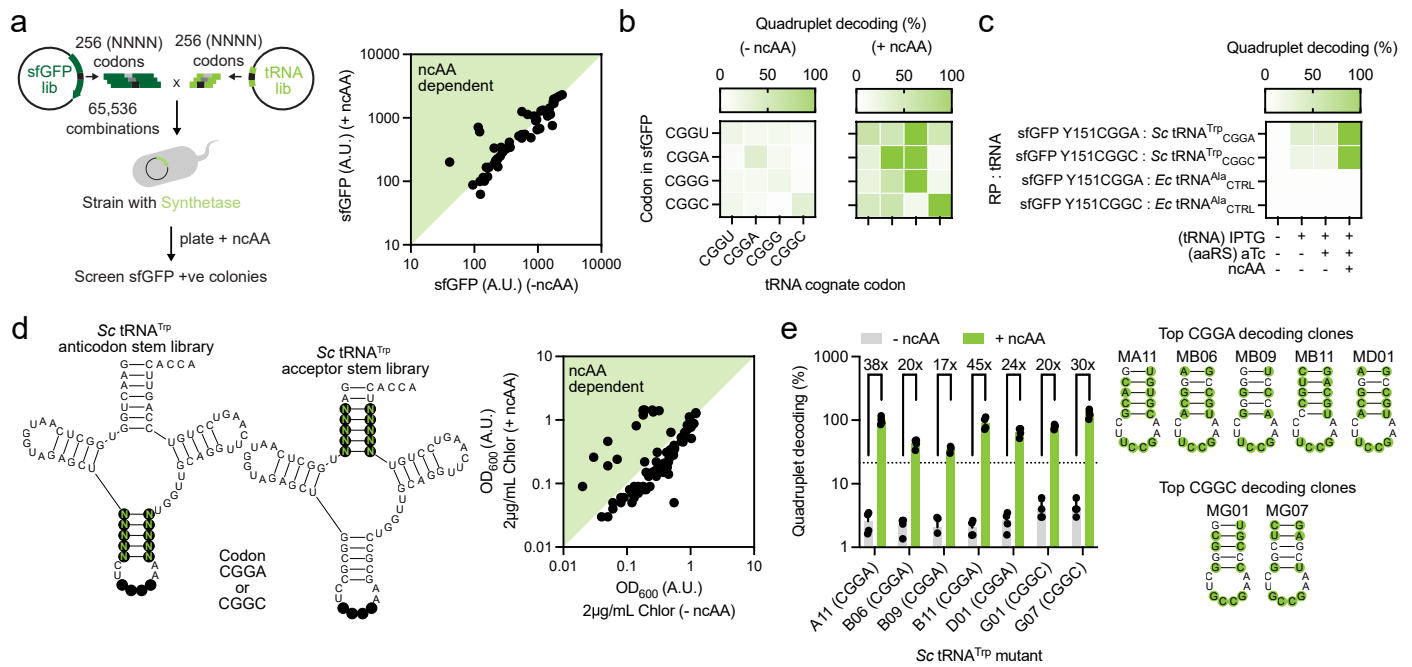 a
256 (NNNN)
codons
256 (NNNN)
codons
sfGFP
lib
x
tRNA
lib
65,536
combinations
Strain with Synthetase
plate + ncAA
Screen sfGFP +ve colonies
sfGFP (A.U.) (+ ncAA)
10000
1000
100
10
ncAA
dependent
10
100
1000
10000
sfGFP (A.U.) (-ncAA)
b
Quadruplet decoding (%)
(- ncAA)
(+ ncAA)
0
50
100
0
50
100
Codon in sfGFP
CGGU
CGGA
CGGG
CGGC
CGGU
CGGA
CGGG
CGGC
tRNA cognate codon
c
Quadruplet decoding (%)
0
50
100
RP : tRNA
sfGFP Y151CGGA : Sc tRNATrpCGGA
sfGFP Y151CGGC : Sc tRNATrpCGGC
sfGFP Y151CGGA : Ec tRNAAlaCTRL
sfGFP Y151CGGC : Ec tRNAAlaCTRL
(tRNA) IPTG - + + +
(aaRS) aTc - - + +
ncAA - - - +
d
Sc tRNATrp
anticodon stem library
Sc tRNATrp
acceptor stem library
Codon
CGGA
or
CGGC
OD600 (A.U.)
2µg/mL Chlor (+ ncAA)
10
1
0.1
0.01
ncAA
dependent
0.01
0.1
1
10
OD600 (A.U.)
2µg/mL Chlor (- ncAA)
e
- ncAA
+ ncAA
Quadruplet decoding (%)
1000
100
10
1
38x
20x
17x
45x
24x
20x
30x
A11 (CGGA)
B06 (CGGA)
B09 (CGGA)
B11 (CGGA)
D01 (CGGA)
G01 (CGGC)
G07 (CGGC)
Sc tRNATrp mutant
Top CGGA decoding clones
MA11
MB06
MB09
MB11
MD01
Top CGGC decoding clones
MG01
MG07